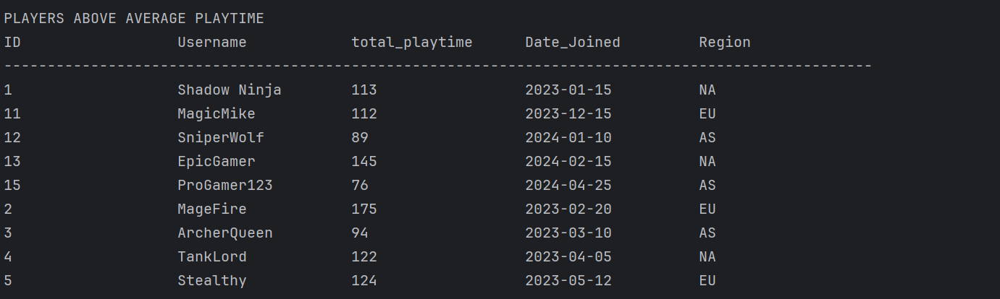 PLAYERS ABOVE AVERAGE PLAYTIME
ID Username total_playtime Date_Joined Region
----------------------------------------------------------------------------------------------------
1 Shadow Ninja 113 2023-01-15 NA
11 MagicMike 112 2023-12-15 EU
12 SniperWolf 89 2024-01-10 AS
13 EpicGamer 145 2024-02-15 NA
15 ProGamer123 76 2024-04-25 AS
2 MageFire 175 2023-02-20 EU
3 ArcherQueen 94 2023-03-10 AS
4 TankLord 122 2023-04-05 NA
5 Stealthy 124 2023-05-12 EU